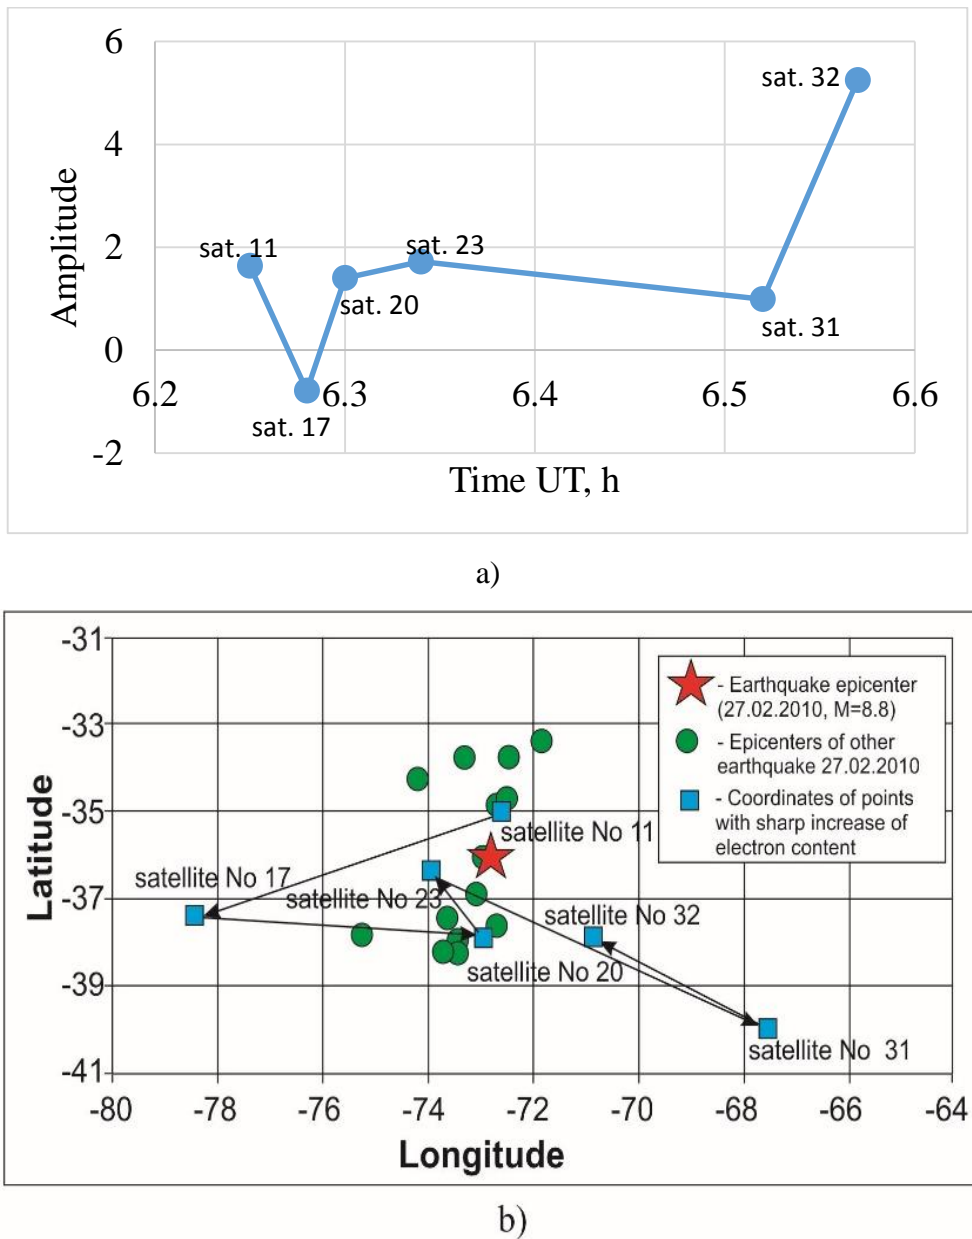 6
4
2
0
-2
Amplitude
sat. 11
sat. 17
sat. 20
sat. 23
sat. 31
sat. 32
6.2
6.3
6.4
6.5
6.6
Time UT, h
a)
-31
-33
-35
-37
-39
-41
Latitude
- Earthquake epicenter
(27.02.2010, M=8.8)
- Epicenters of other
earthquake 27.02.2010
- Coordinates of points
with sharp increase of
electron content
satellite No 11
satellite No 17
satellite No 23
satellite No 32
satellite No 20
satellite No 31
-80
-78
-76
-74
-72
-70
-68
-66
-64
Longitude
b)